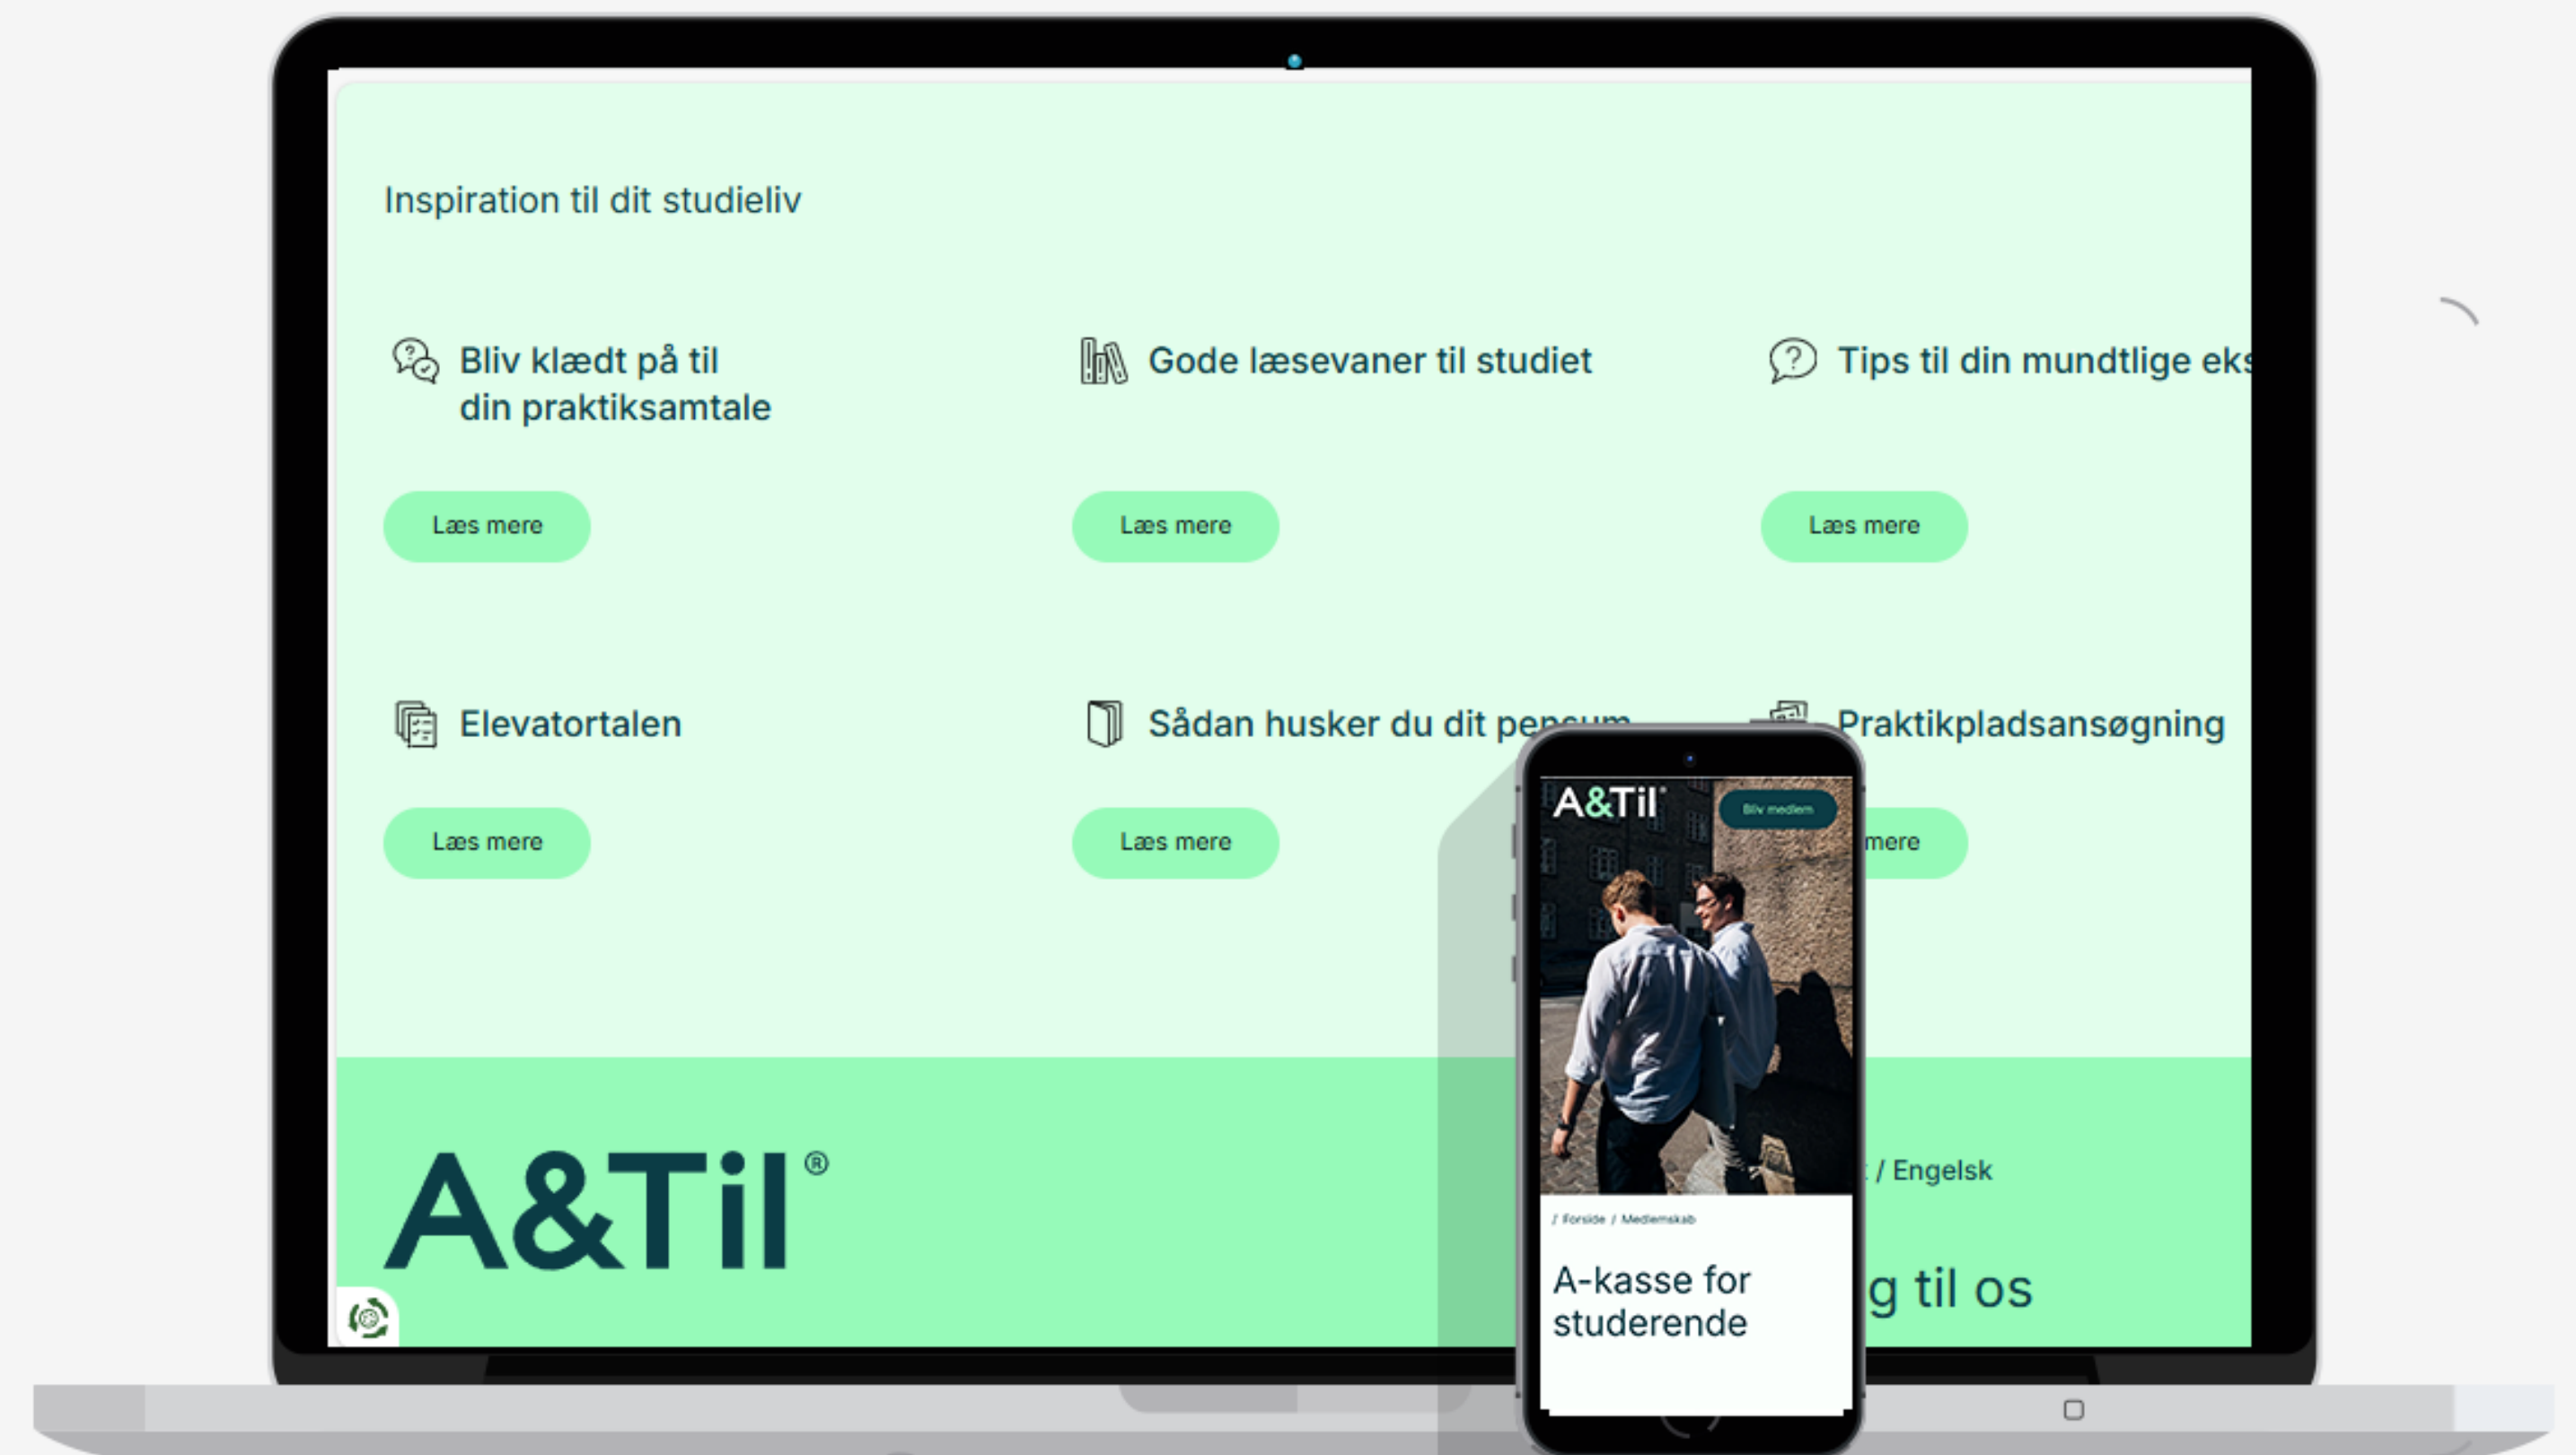 Inspiration til dit studieliv
Bliv klædt på til
din praktiksamtale
Gode læsevaner til studiet
Tips til din mundtlige eks
Læs mere
Læs mere
Læs mere
Elevatortalen
Sådan husker du dit pensum
Praktikpladsansøgning
Læs mere
Læs mere
mere
A&Til®
/ Engelsk
g til os
A&Til
Bliv medlem
/ Forside / Medlemskab
A-kasse for
studerende